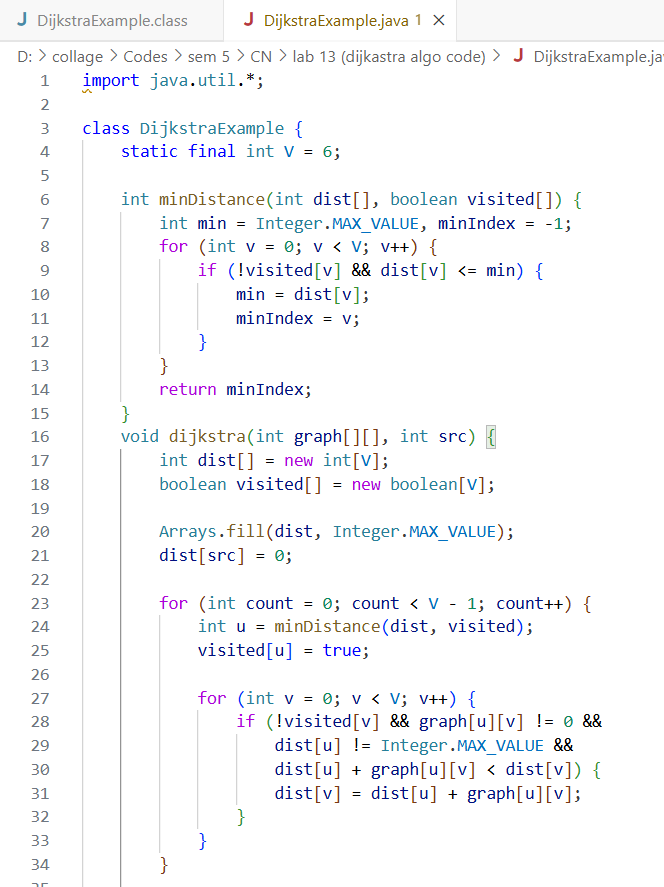 J DijkstraExample.class J DijkstraExample.java 1 ×
D: > collage > Codes > sem 5 > CN > lab 13 (dijkastra algo code) > J DijkstraExample.ja
1 import java.util.*;
2
3 class DijkstraExample {
4     static final int V = 6;
5
6     int minDistance(int dist[], boolean visited[]) {
7         int min = Integer.MAX_VALUE, minIndex = -1;
8         for (int v = 0; v < V; v++) {
9             if (!visited[v] && dist[v] <= min) {
10                 min = dist[v];
11                 minIndex = v;
12             }
13         }
14         return minIndex;
15     }
16     void dijkstra(int graph[][], int src) {
17         int dist[] = new int[V];
18         boolean visited[] = new boolean[V];
19
20         Arrays.fill(dist, Integer.MAX_VALUE);
21         dist[src] = 0;
22
23         for (int count = 0; count < V - 1; count++) {
24             int u = minDistance(dist, visited);
25             visited[u] = true;
26
27             for (int v = 0; v < V; v++) {
28                 if (!visited[v] && graph[u][v] != 0 &&
29                     dist[u] != Integer.MAX_VALUE &&
30                     dist[u] + graph[u][v] < dist[v]) {
31                     dist[v] = dist[u] + graph[u][v];
32                 }
33             }
34         }